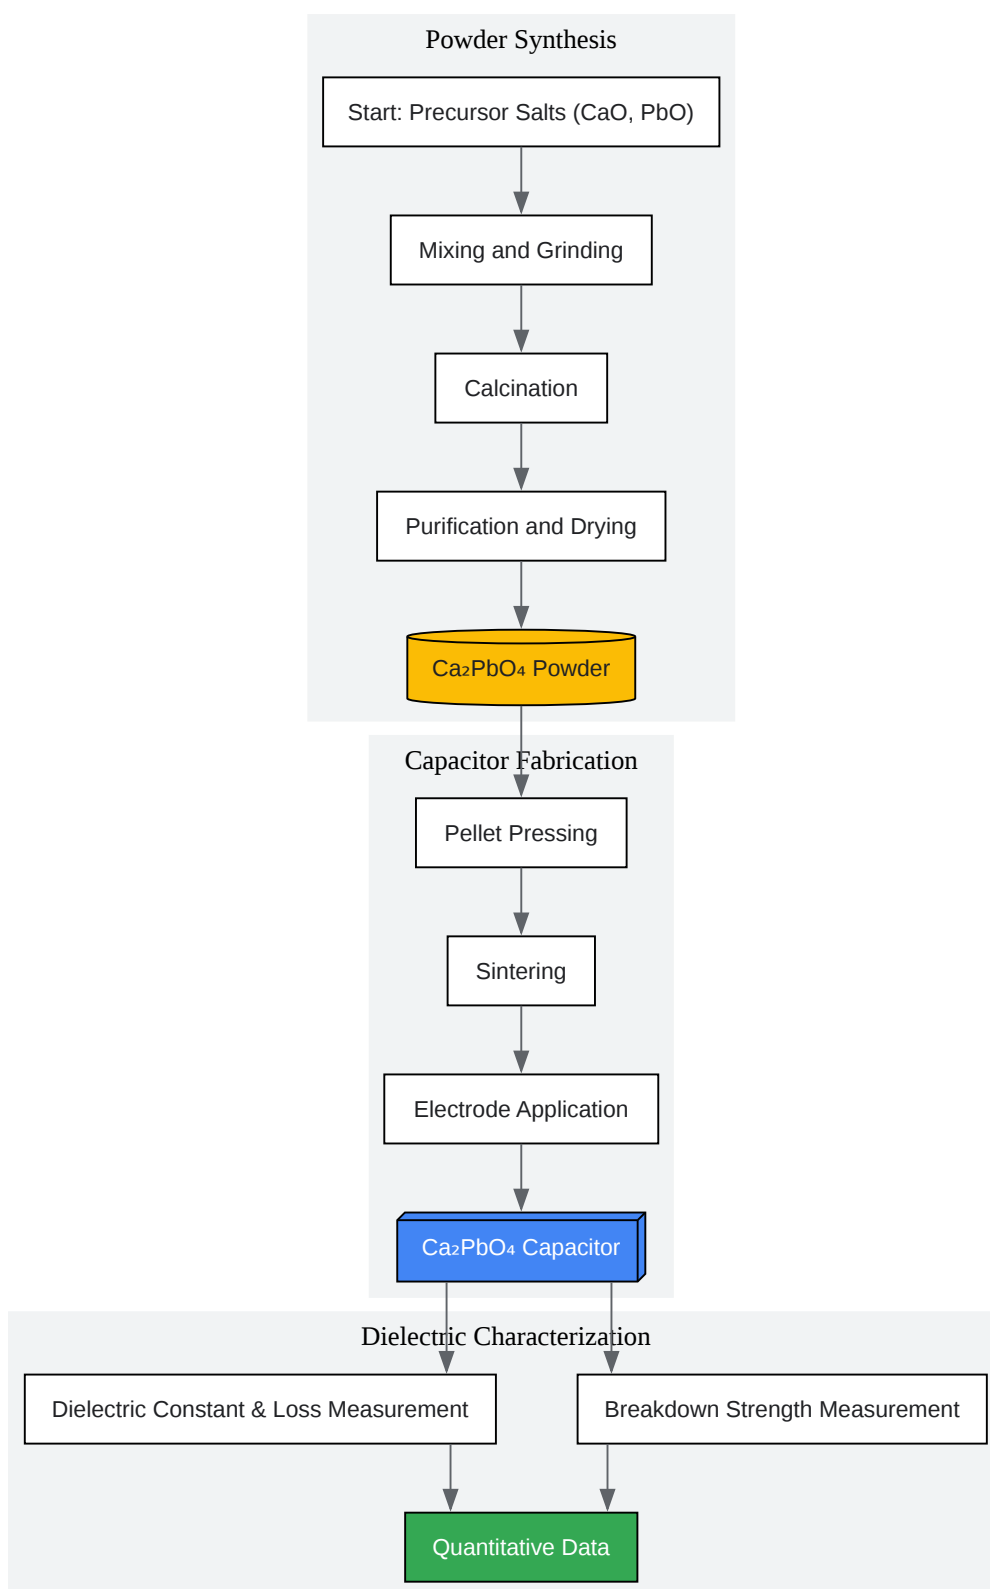 Powder Synthesis
Start: Precursor Salts (CaO, PbO)
Mixing and Grinding
Calcination
Purification and Drying
Ca₂PbO₄ Powder
Capacitor Fabrication
Pellet Pressing
Sintering
Electrode Application
Ca₂PbO₄ Capacitor
Dielectric Characterization
Dielectric Constant & Loss Measurement
Breakdown Strength Measurement
Quantitative Data